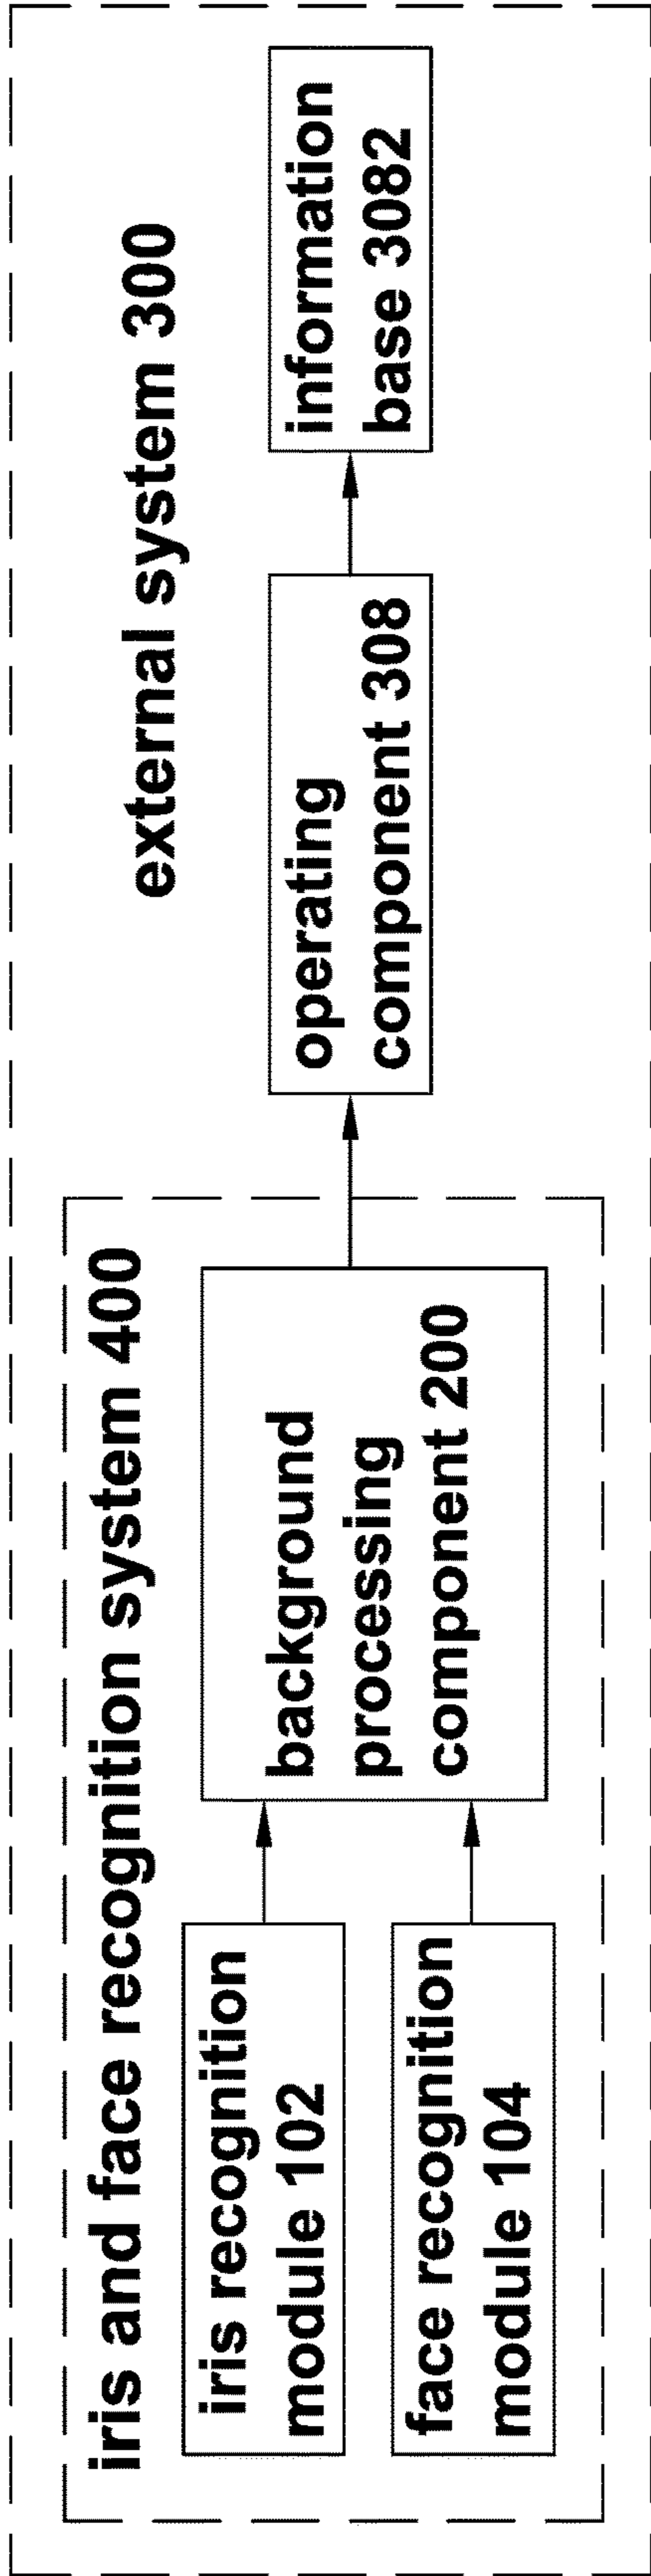 external system 300
iris and face recognition system 400
iris recognition
module 102
face recognition
module 104
background
processing
component 200
operating
component 308
information
base 3082